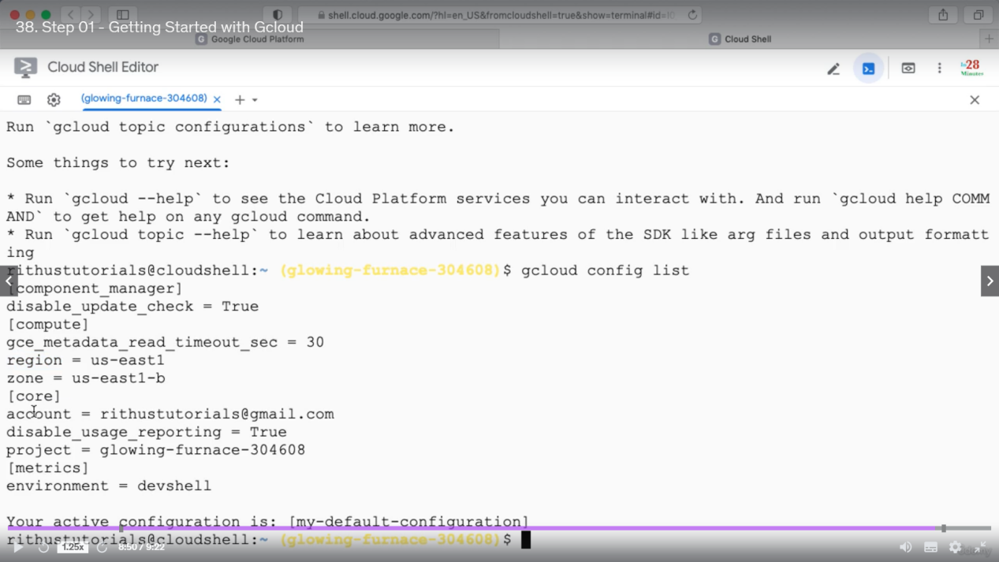 shell.cloud.google.com/?hl=en_US&fromcloudshell=true&show=terminal#id=I0
38. Step 01 - Getting Started with Gcloud
G Google Cloud Platform
G Cloud Shell
Cloud Shell Editor
in28
Minutes
(glowing-furnace-304608)
Run `gcloud topic configurations` to learn more.
Some things to try next:
* Run `gcloud --help` to see the Cloud Platform services you can interact with. And run `gcloud help COMM
AND` to get help on any gcloud command.
* Run `gcloud topic --help` to learn about advanced features of the SDK like arg files and output formatt
ing
rithustutorials@cloudshell:~ (glowing-furnace-304608)$ gcloud config list
[component_manager]
disable_update_check = True
[compute]
gce_metadata_read_timeout_sec = 30
region = us-east1
zone = us-east1-b
[core]
account = rithustutorials@gmail.com
disable_usage_reporting = True
project = glowing-furnace-304608
[metrics]
environment = devshell
Your active configuration is: [my-default-configuration]
rithustutorials@cloudshell:~ (glowing-furnace-304608)$
1.25x 8:50 / 9:22